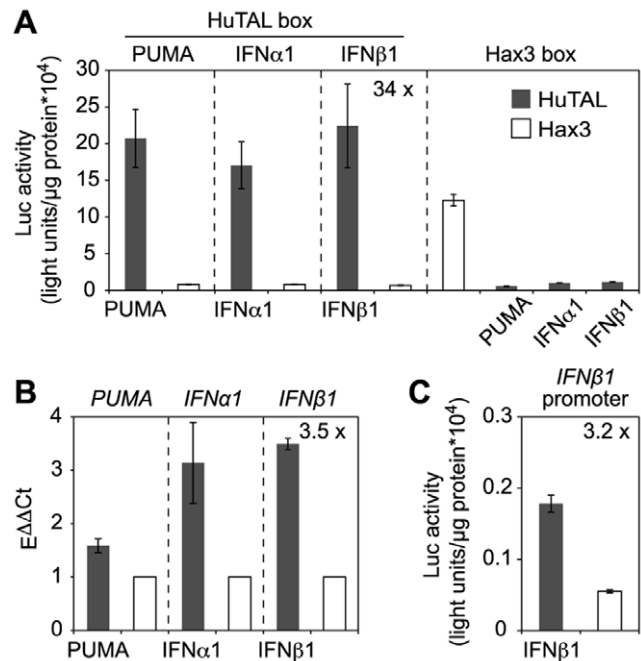 A
HuTAL box
PUMA IFNα1 IFNβ1 Hax3 box
34 x
HuTAL
Hax3
Luc activity
(light units/µg protein*10⁴)
30
25
20
15
10
5
0
PUMA IFNα1 IFNβ1 PUMA IFNα1 IFNβ1
B
PUMA IFNα1 IFNβ1
3.5 x
E^ΔΔCt
4
3
2
1
0
PUMA IFNα1 IFNβ1
C
IFNβ1
promoter
3.2 x
Luc activity
(light units/µg protein*10⁴)
0.3
0.2
0.1
0
IFNβ1